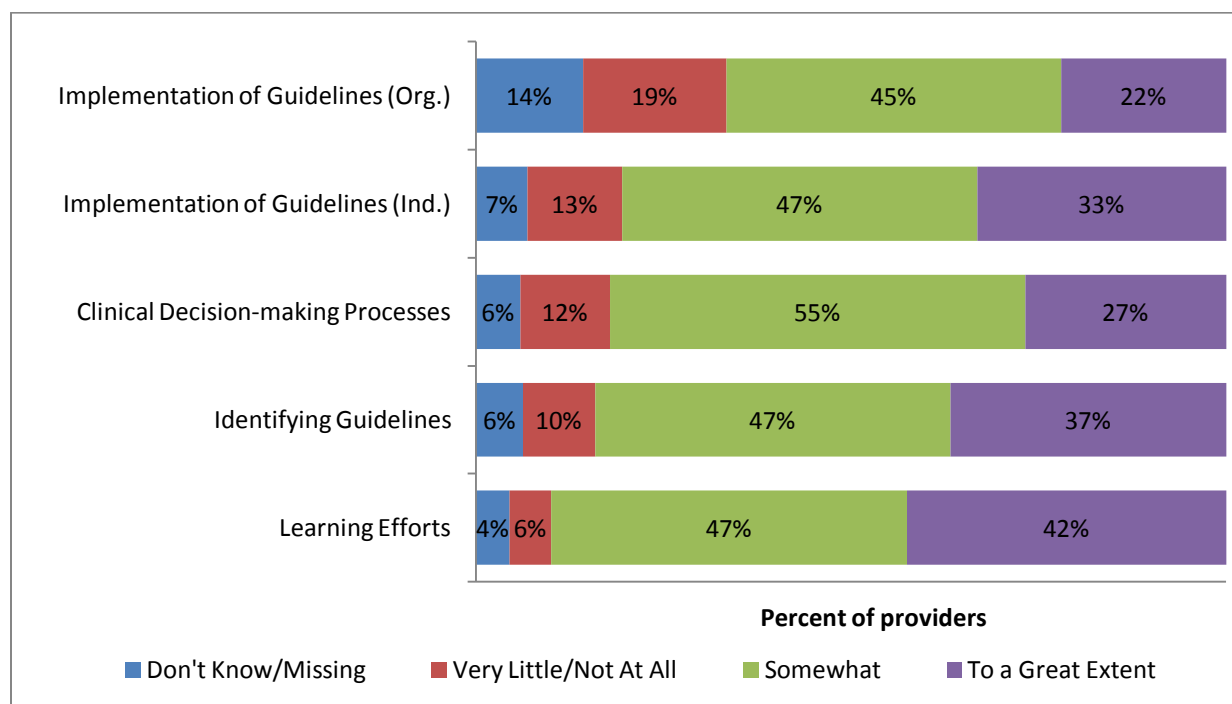 Implementation of Guidelines (Org.) 14% 19% 45% 22%
Implementation of Guidelines (Ind.) 7% 13% 47% 33%
Clinical Decision-making Processes 6% 12% 55% 27%
Identifying Guidelines 6% 10% 47% 37%
Learning Efforts 4% 6% 47% 42%
Percent of providers
Don't Know/Missing Very Little/Not At All Somewhat To a Great Extent